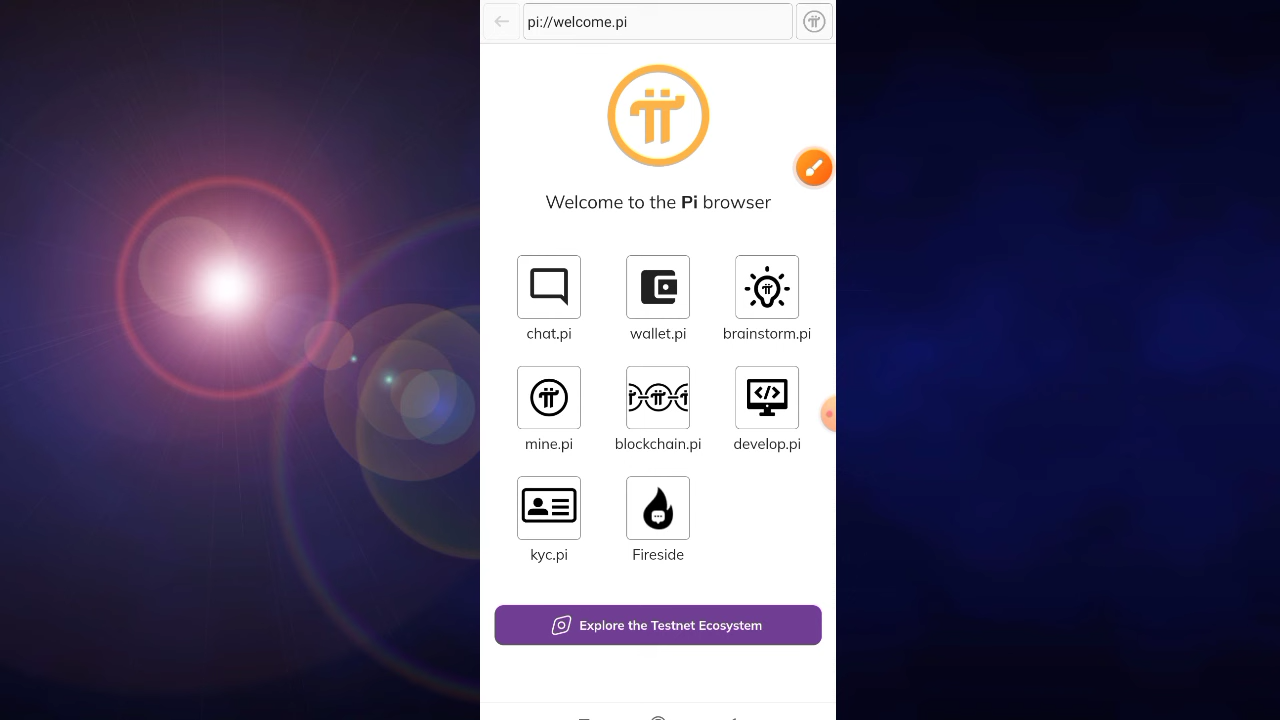 pi://welcome.pi
Welcome to the Pi browser
chat.pi
wallet.pi
brainstorm.pi
mine.pi
blockchain.pi
develop.pi
kyc.pi
Fireside
Explore the Testnet Ecosystem